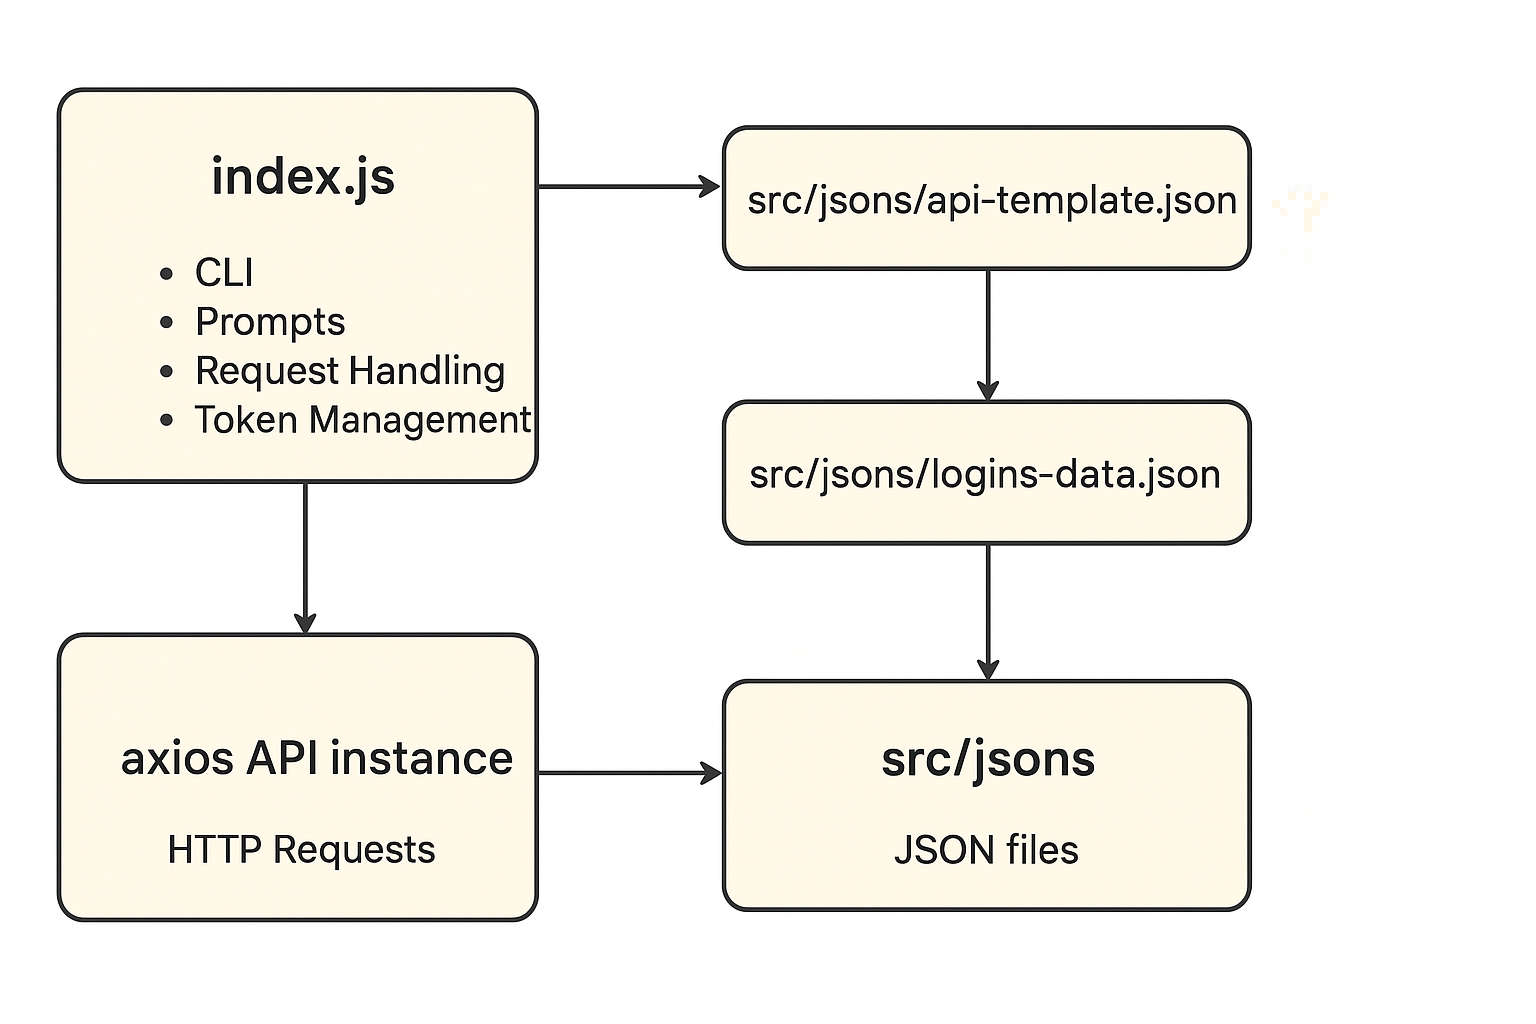 index.js
• CLI
• Prompts
• Request Handling
• Token Management
src/jsons/api-template.json
src/jsons/logins-data.json
axios API instance
HTTP Requests
src/jsons
JSON files